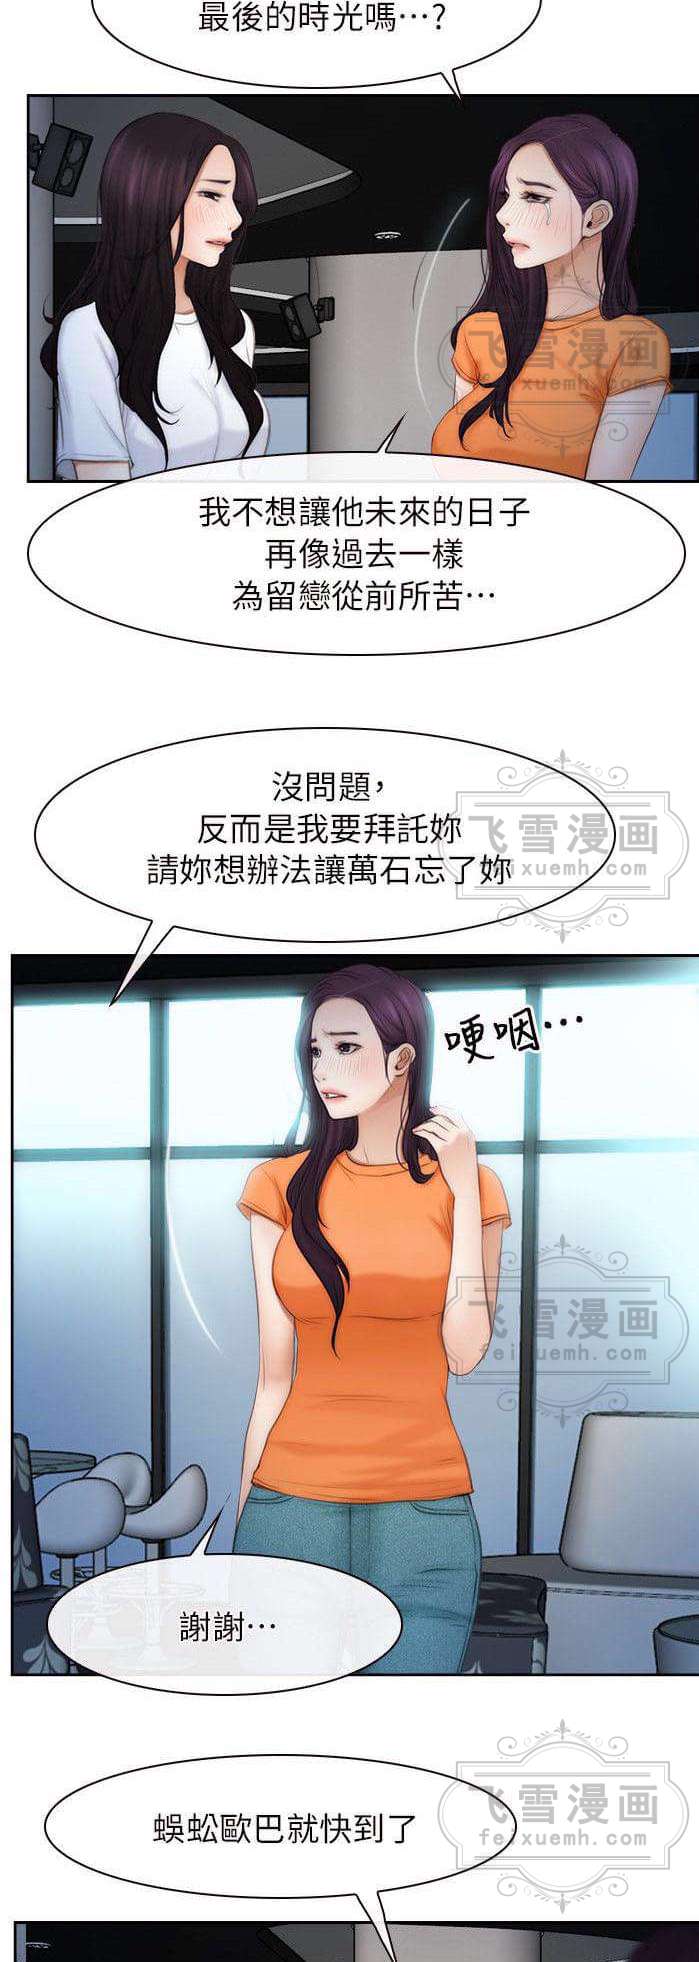 最後的時光嗎⋯?
飞雪漫画
feixuemh.com
我不想讓他未來的日子
再像過去一樣
為留戀從前所苦⋯
沒問題，
反而是我要拜託妳
請妳想辦法讓萬石忘了妳
飞雪漫画
feixuemh.com
哽咽⋯
飞雪漫画
feixuemh.com
謝謝⋯
蜈蚣歐巴就快到了
飞雪漫画
feixuemh.com